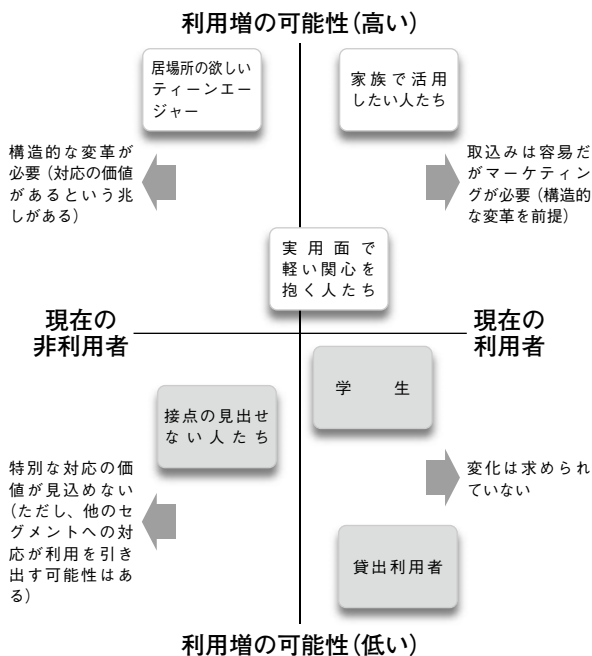 利用増の可能性（高い）
居場所の欲しい
ティーンエー
ジャー
家族で活用
したい人たち
構造的な変革が
必要（対応の価値
があるという兆
しがある）
取込みは容易だ
がマーケティン
グが必要（構造的
な変革を前提）
実用面で
軽い関心を
抱く人たち
現在の
非利用者
現在の
利用者
学生
接点の見出せ
ない人たち
特別な対応の価
値が見込めない
（ただし、他のセ
グメントへの対
応が利用を引き
出す可能性はあ
る）
変化は求められ
ていない
貸出利用者
利用増の可能性（低い）